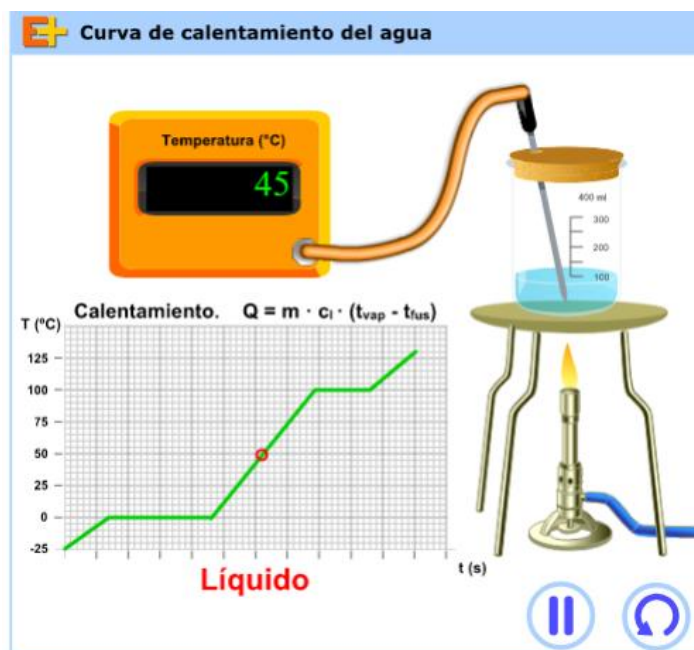 E+ Curva de calentamiento del agua
Temperatura (°C)
45
400 ml
300
200
100
Calentamiento. Q = m · cl · (tvap - tfus)
T (ºC)
125
100
75
50
25
0
-25
t (s)
Líquido